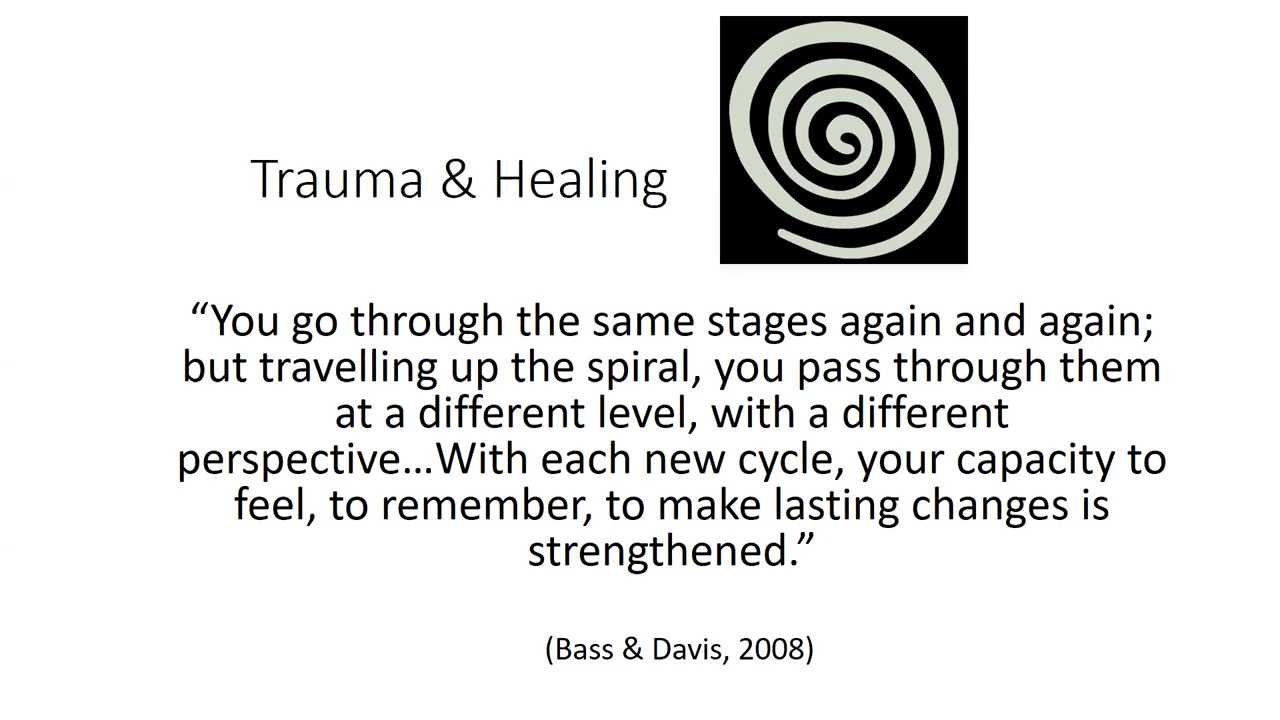 Trauma & Healing
“You go through the same stages again and again;
but travelling up the spiral, you pass through them
at a different level, with a different
perspective…With each new cycle, your capacity to
feel, to remember, to make lasting changes is
strengthened.”
(Bass & Davis, 2008)